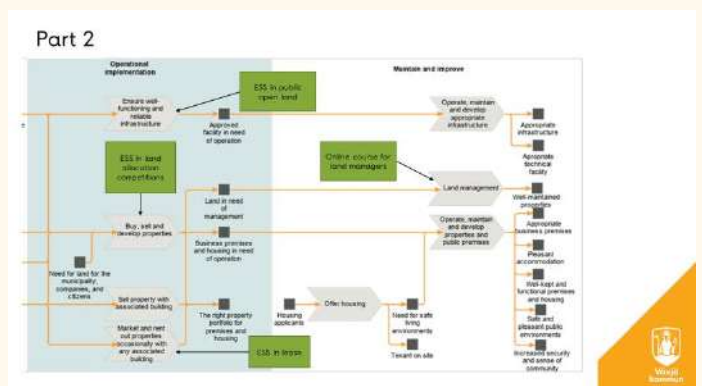 Part 2
Operational
implementation
Maintain and improve
Ensure well-
functioning and
reliable
infrastructure
ESS in public
open land
Approved
facility in need
of operation
Operate, maintain
and develop
appropriate
infrastructure
Appropriate
infrastructure
Apropriate
technical
facility
ESS in land
allocation
competitions
Online course for
land managers
Land in need
of
management
Land management
Well-maintained
properties
Buy, sell and
develop properties
Business premises
and housing in need
of operation
Operate, maintain
and develop
properties and
public premises
Appropriate
business premises
Pleasant
accommodation
Need for land for the
municipality,
companies, and
citizens
Well-kept and
functional premises
and housing
Sell property with
associated building
The right property
portfolio for
premises and
housing
Housing
applicants
Offer housing
Need for safe
living
environments
Safe and
pleasant public
environments
Market and rent
out properties
occasionally with
any associated
building
ESS in lease
Tenant on site
Increased security
and sense of
community
Växjö
kommun